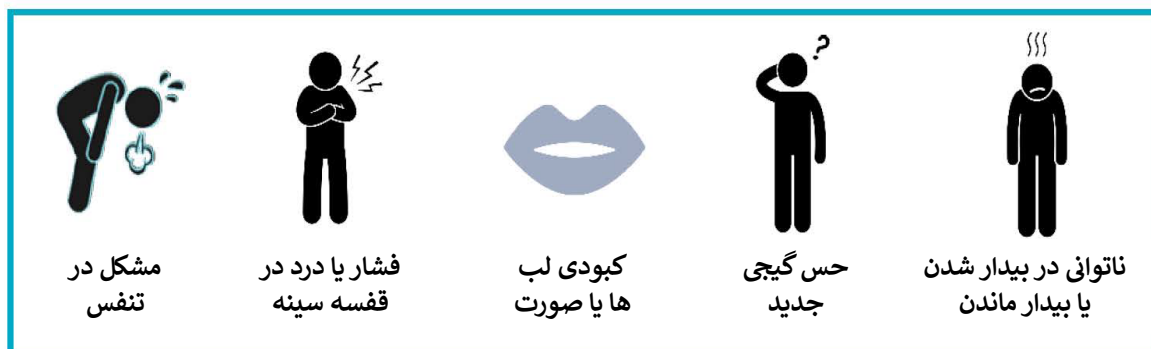 ناتوانی در بیدار شدن
یا بیدار ماندن
حس گیجی
جدید
کبودی لب
ها یا صورت
فشار یا درد در
قفسه سینه
مشکل در
تنفس